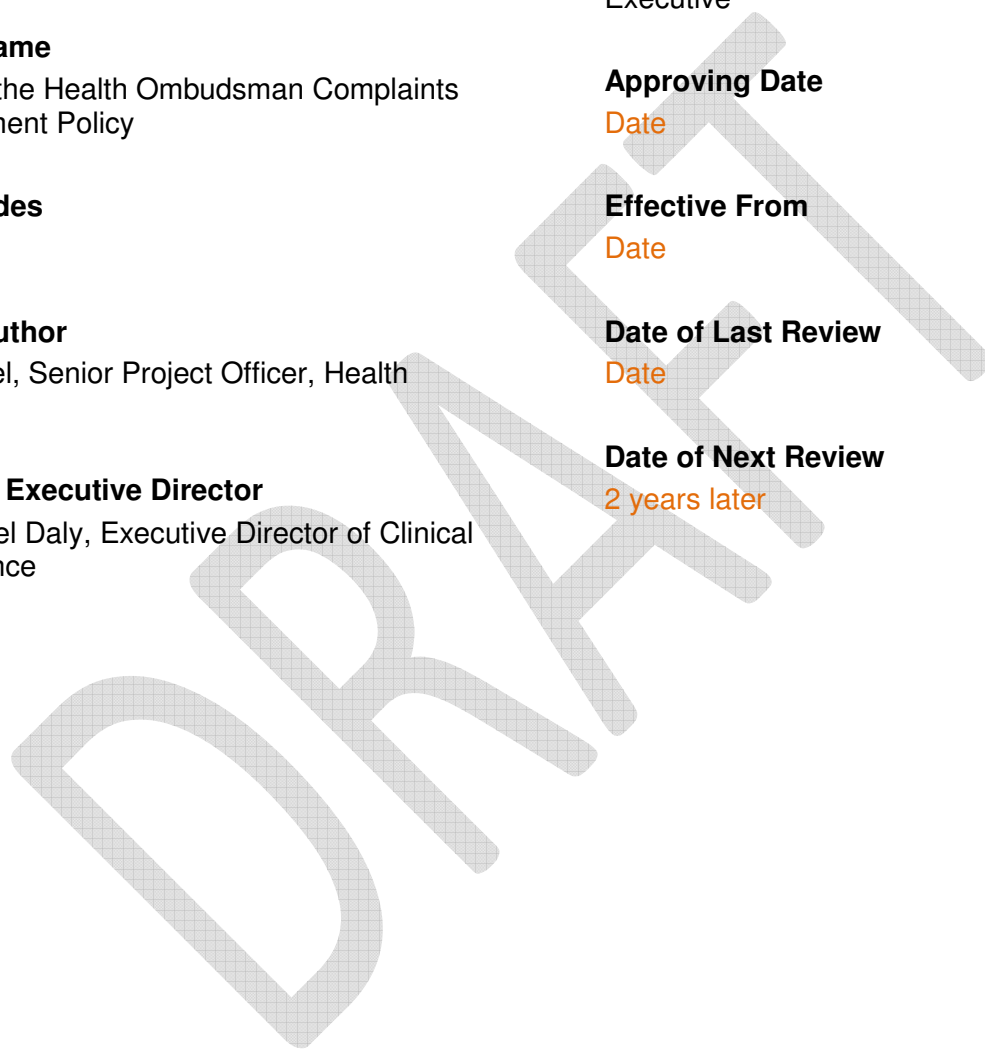 Executive
ame
the Health Ombudsman Complaints
ment Policy
Approving Date
Date
des
Effective From
Date
uthor
el, Senior Project Officer, Health
Date of Last Review
Date
Executive Director
el Daly, Executive Director of Clinical
nce
Date of Next Review
2 years later
DRAFT